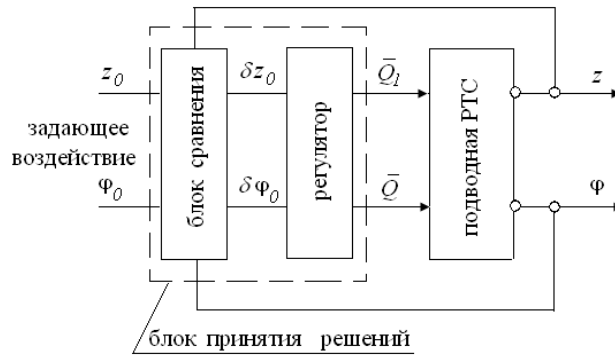 z₀
задающее
воздействие
φ₀
блок сравнения
δz₀
δφ₀
регулятор
Q̄₁
Q̄
подводная РТС
z
φ
блок принятия решений